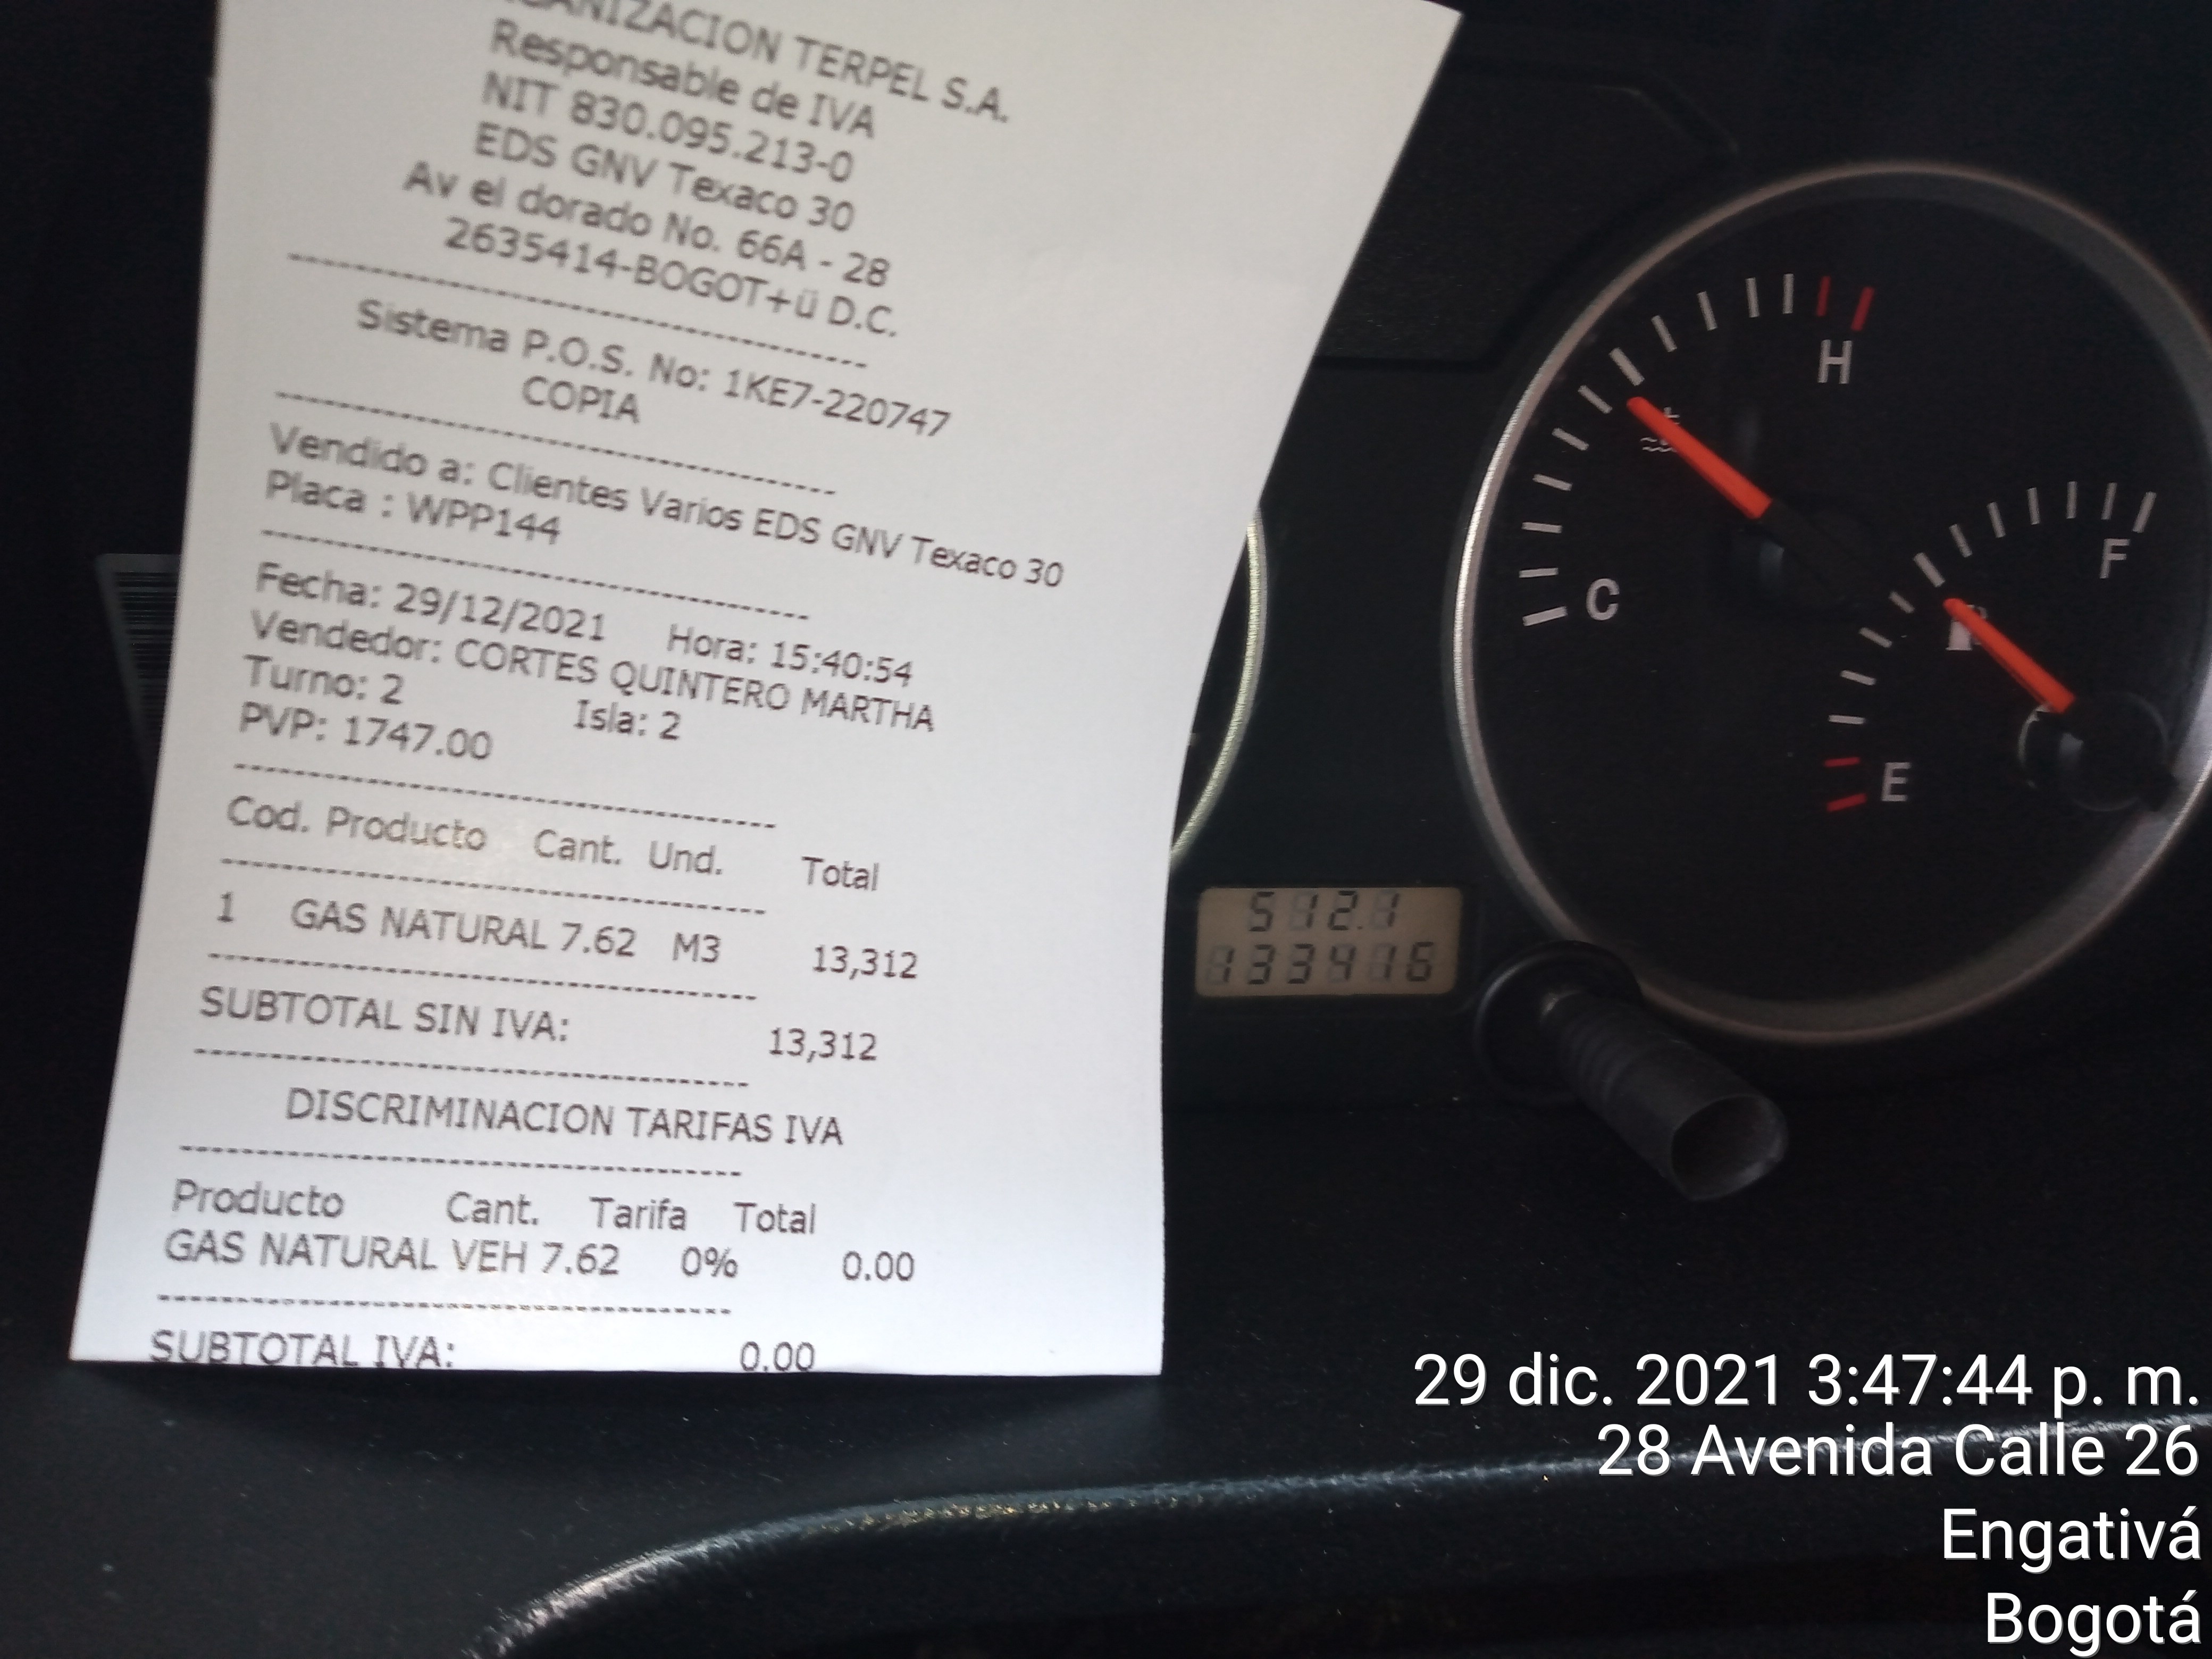 GANIZACION TERPEL S.A.
Responsable de IVA
NIT 830.095.213-0
EDS GNV Texaco 30
Av el dorado No. 66A - 28
2635414-BOGOT+ü D.C.
Sistema P.O.S. No: 1KE7-220747
COPIA
Vendido a: Clientes Varios EDS GNV Texaco 30
Placa : WPP144
Fecha: 29/12/2021 Hora: 15:40:54
Vendedor: CORTES QUINTERO MARTHA
Turno: 2 Isla: 2
PVP: 1747.00
Cod. Producto Cant. Und. Total
1 GAS NATURAL 7.62 M3 13,312
SUBTOTAL SIN IVA: 13,312
DISCRIMINACION TARIFAS IVA
Producto Cant. Tarifa Total
GAS NATURAL VEH 7.62 0% 0.00
SUBTOTAL IVA: 0.00
H
C
F
E
512.1
133416
29 dic. 2021 3:47:44 p. m.
28 Avenida Calle 26
Engativá
Bogotá